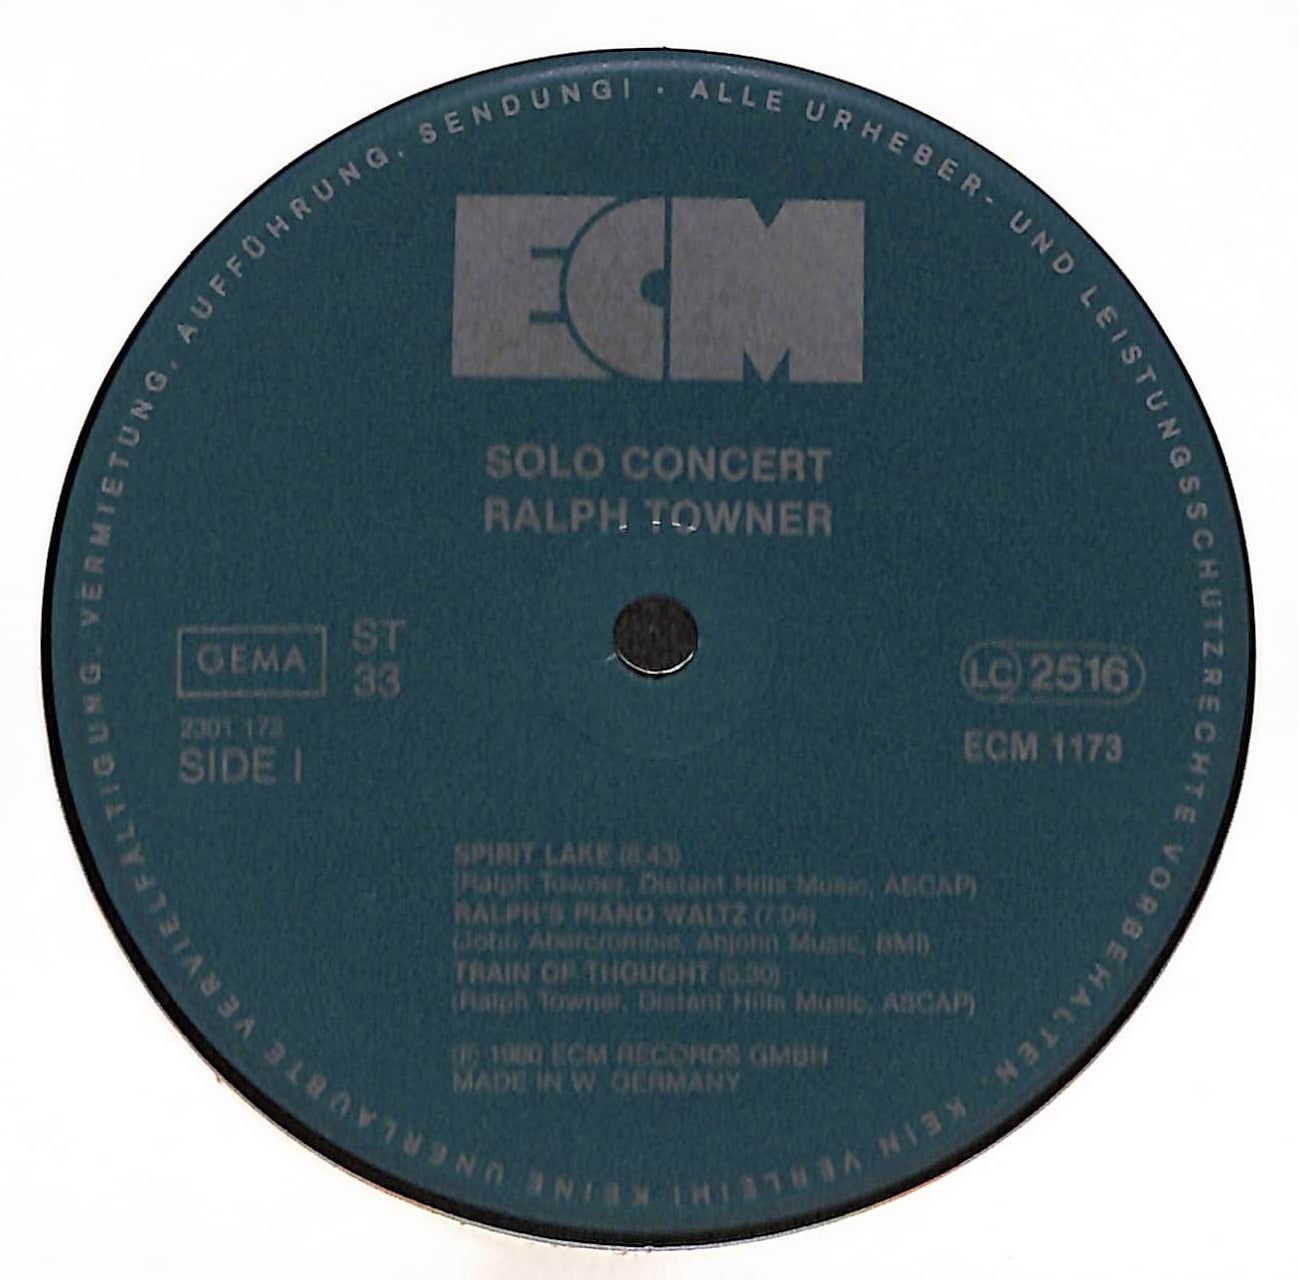 ALLE URHEBER- UND LEISTUNGSSCHUTZRECHTE VORBEHALTEN. KEIN VERLEIH! KEINE UNERLAUBTE VERVIELFÄLTIGUNG, VERMIETUNG, AUFFÜHRUNG, SENDUNG! ·
ECM
SOLO CONCERT
RALPH TOWNER
GEMA
ST
33
2301 173
SIDE I
LC 2516
ECM 1173
SPIRIT LAKE (8:43)
(Ralph Towner, Distant Hills Music, ASCAP)
RALPH'S PIANO WALTZ (7:04)
(John Abercrombie, Abjohn Music, BMI)
TRAIN OF THOUGHT (5:30)
(Ralph Towner, Distant Hills Music, ASCAP)
℗ 1980 ECM RECORDS GMBH
MADE IN W. GERMANY